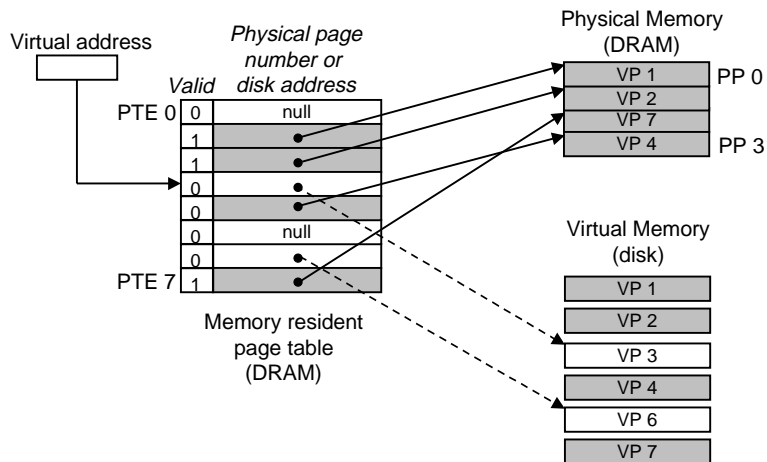 Virtual address
Physical page
number or
disk address
Valid
PTE 0
0
null
1
1
0
0
0
null
0
PTE 7
1
Memory resident
page table
(DRAM)
Physical Memory
(DRAM)
VP 1
PP 0
VP 2
VP 7
VP 4
PP 3
Virtual Memory
(disk)
VP 1
VP 2
VP 3
VP 4
VP 6
VP 7